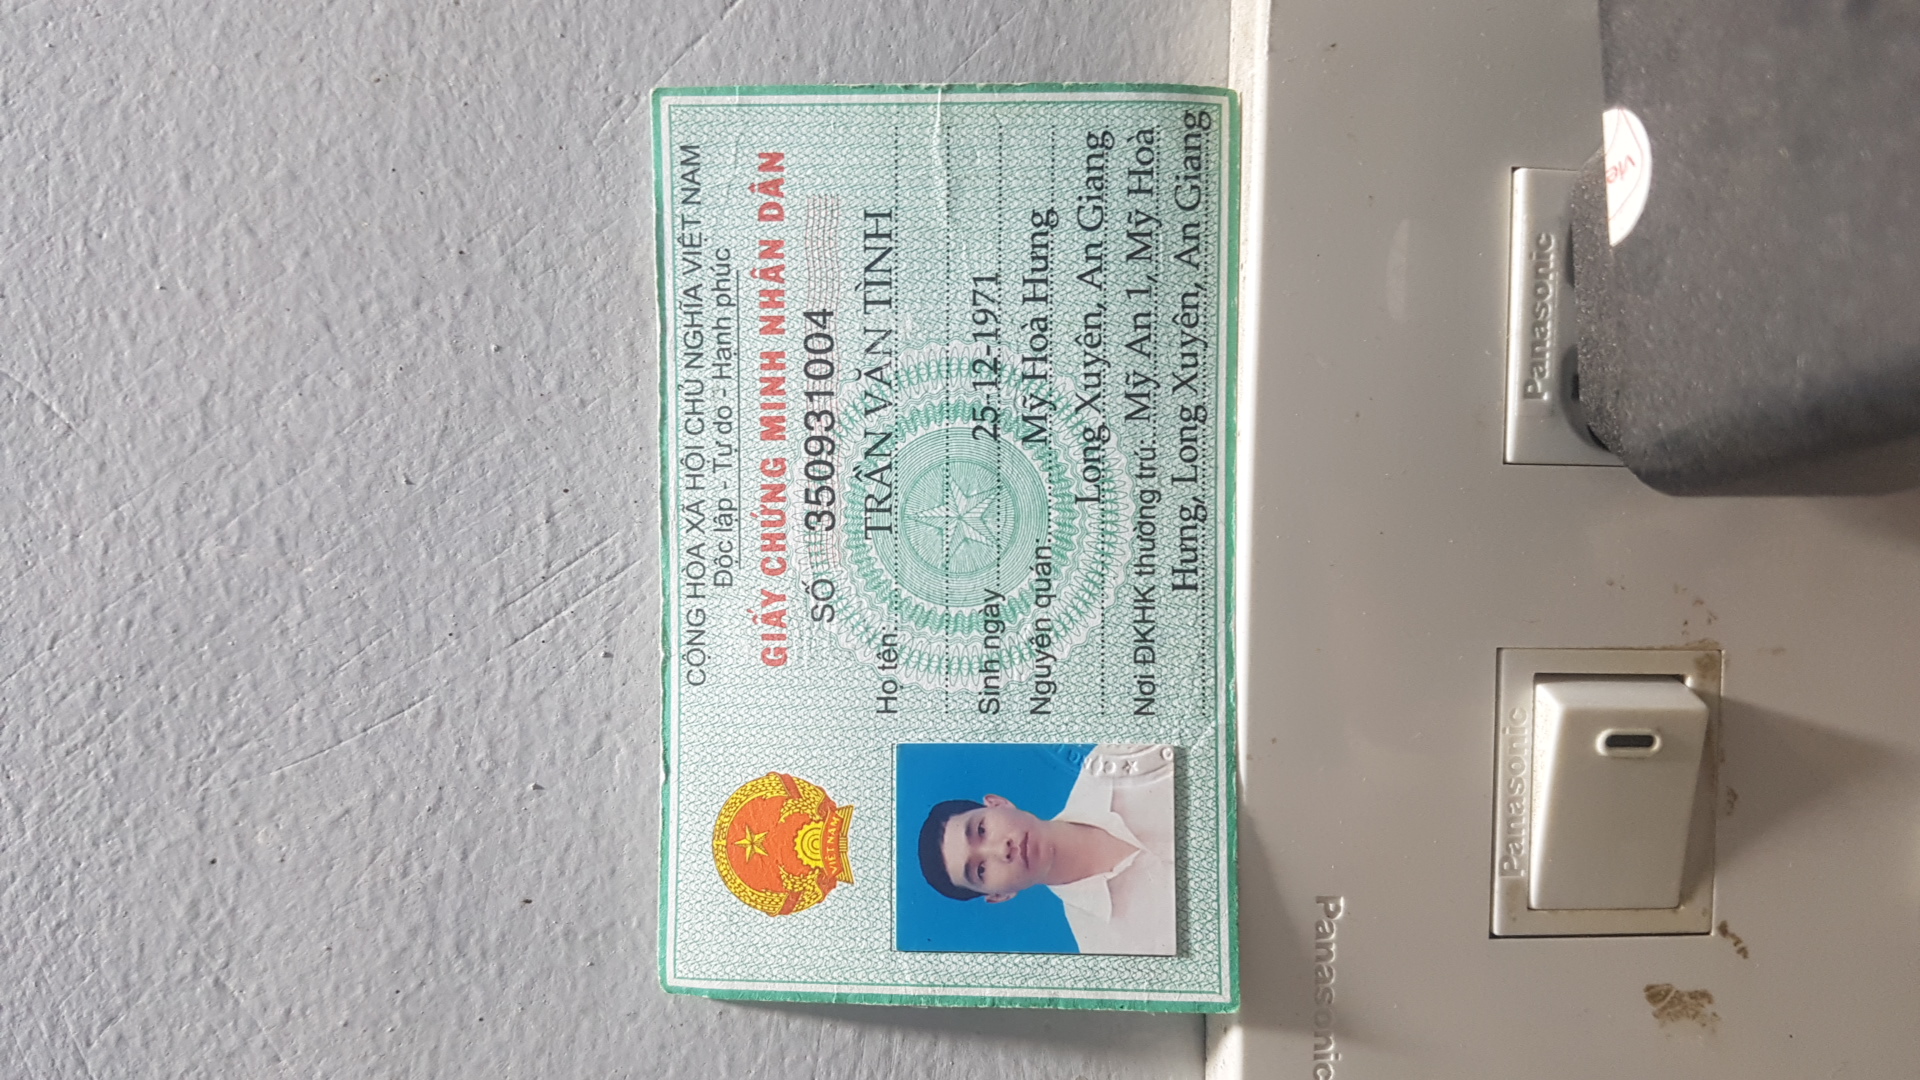 CỘNG HÒA XÃ HỘI CHỦ NGHĨA VIỆT NAM
Độc lập - Tự do - Hạnh phúc
GIẤY CHỨNG MINH NHÂN DÂN
SỐ 350931004
Họ tên: TRẦN VĂN TÌNH
Sinh ngày 25-12-1971
Nguyên quán: Mỹ Hoà Hưng
Long Xuyên, An Giang
Nơi ĐKHK thường trú: Mỹ An 1, Mỹ Hoà
Hưng, Long Xuyên, An Giang
VIỆT NAM
Panasonic
Panasonic
Panasonic